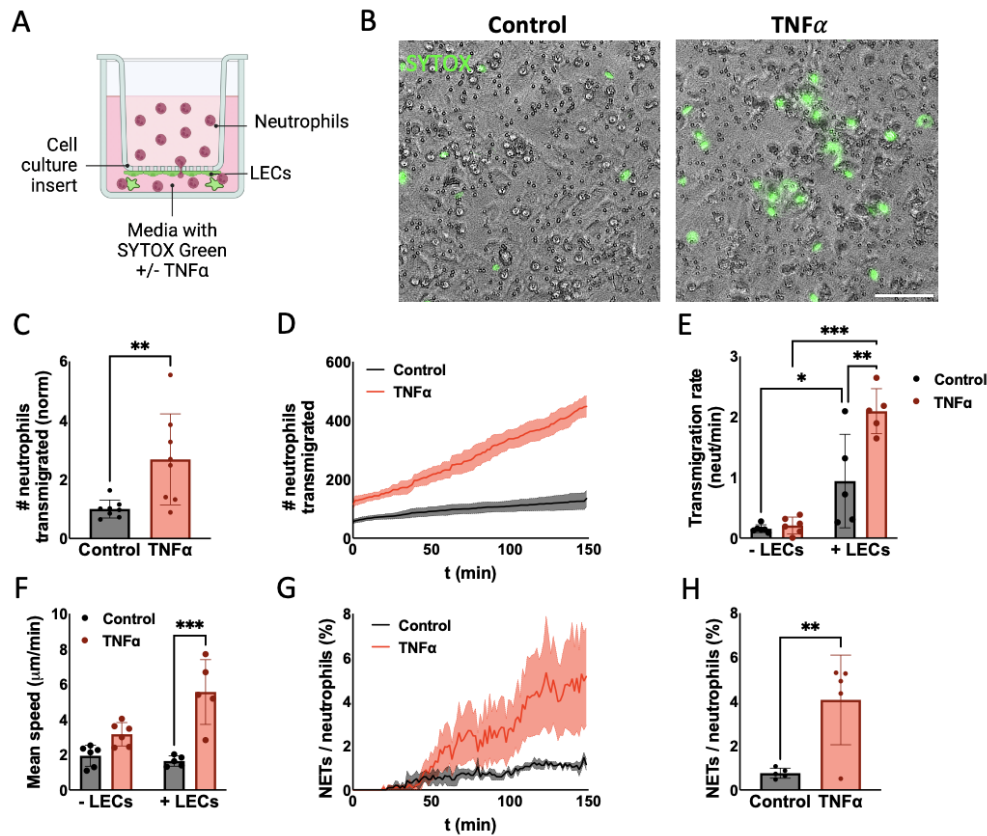 A
Neutrophils
Cell
culture
insert
LECs
Media with
SYTOX Green
+/- TNFα
B
Control
TNFα
SYTOX
C
**
# neutrophils
transmigrated (norm)
6
4
2
0
Control
TNFα
D
Control
TNFα
# neutrophils
transmigrated
600
400
200
0
0
50
100
150
t (min)
E
***
*
**
Control
TNFα
Transmigration rate
(neut/min)
3
2
1
0
- LECs
+ LECs
F
Control
TNFα
***
Mean speed (μm/min)
10
8
6
4
2
0
- LECs
+ LECs
G
Control
TNFα
NETs / neutrophils (%)
8
6
4
2
0
0
50
100
150
t (min)
H
**
NETs / neutrophils (%)
8
6
4
2
0
Control
TNFα